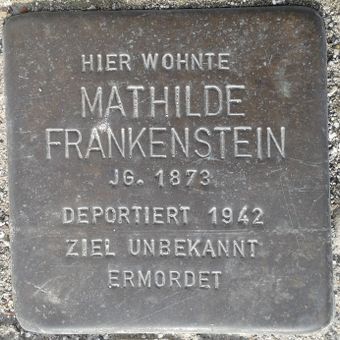 HIER WOHNTE
MATHILDE
FRANKENSTEIN
JG. 1873
DEPORTIERT 1942
ZIEL UNBEKANNT
ERMORDET